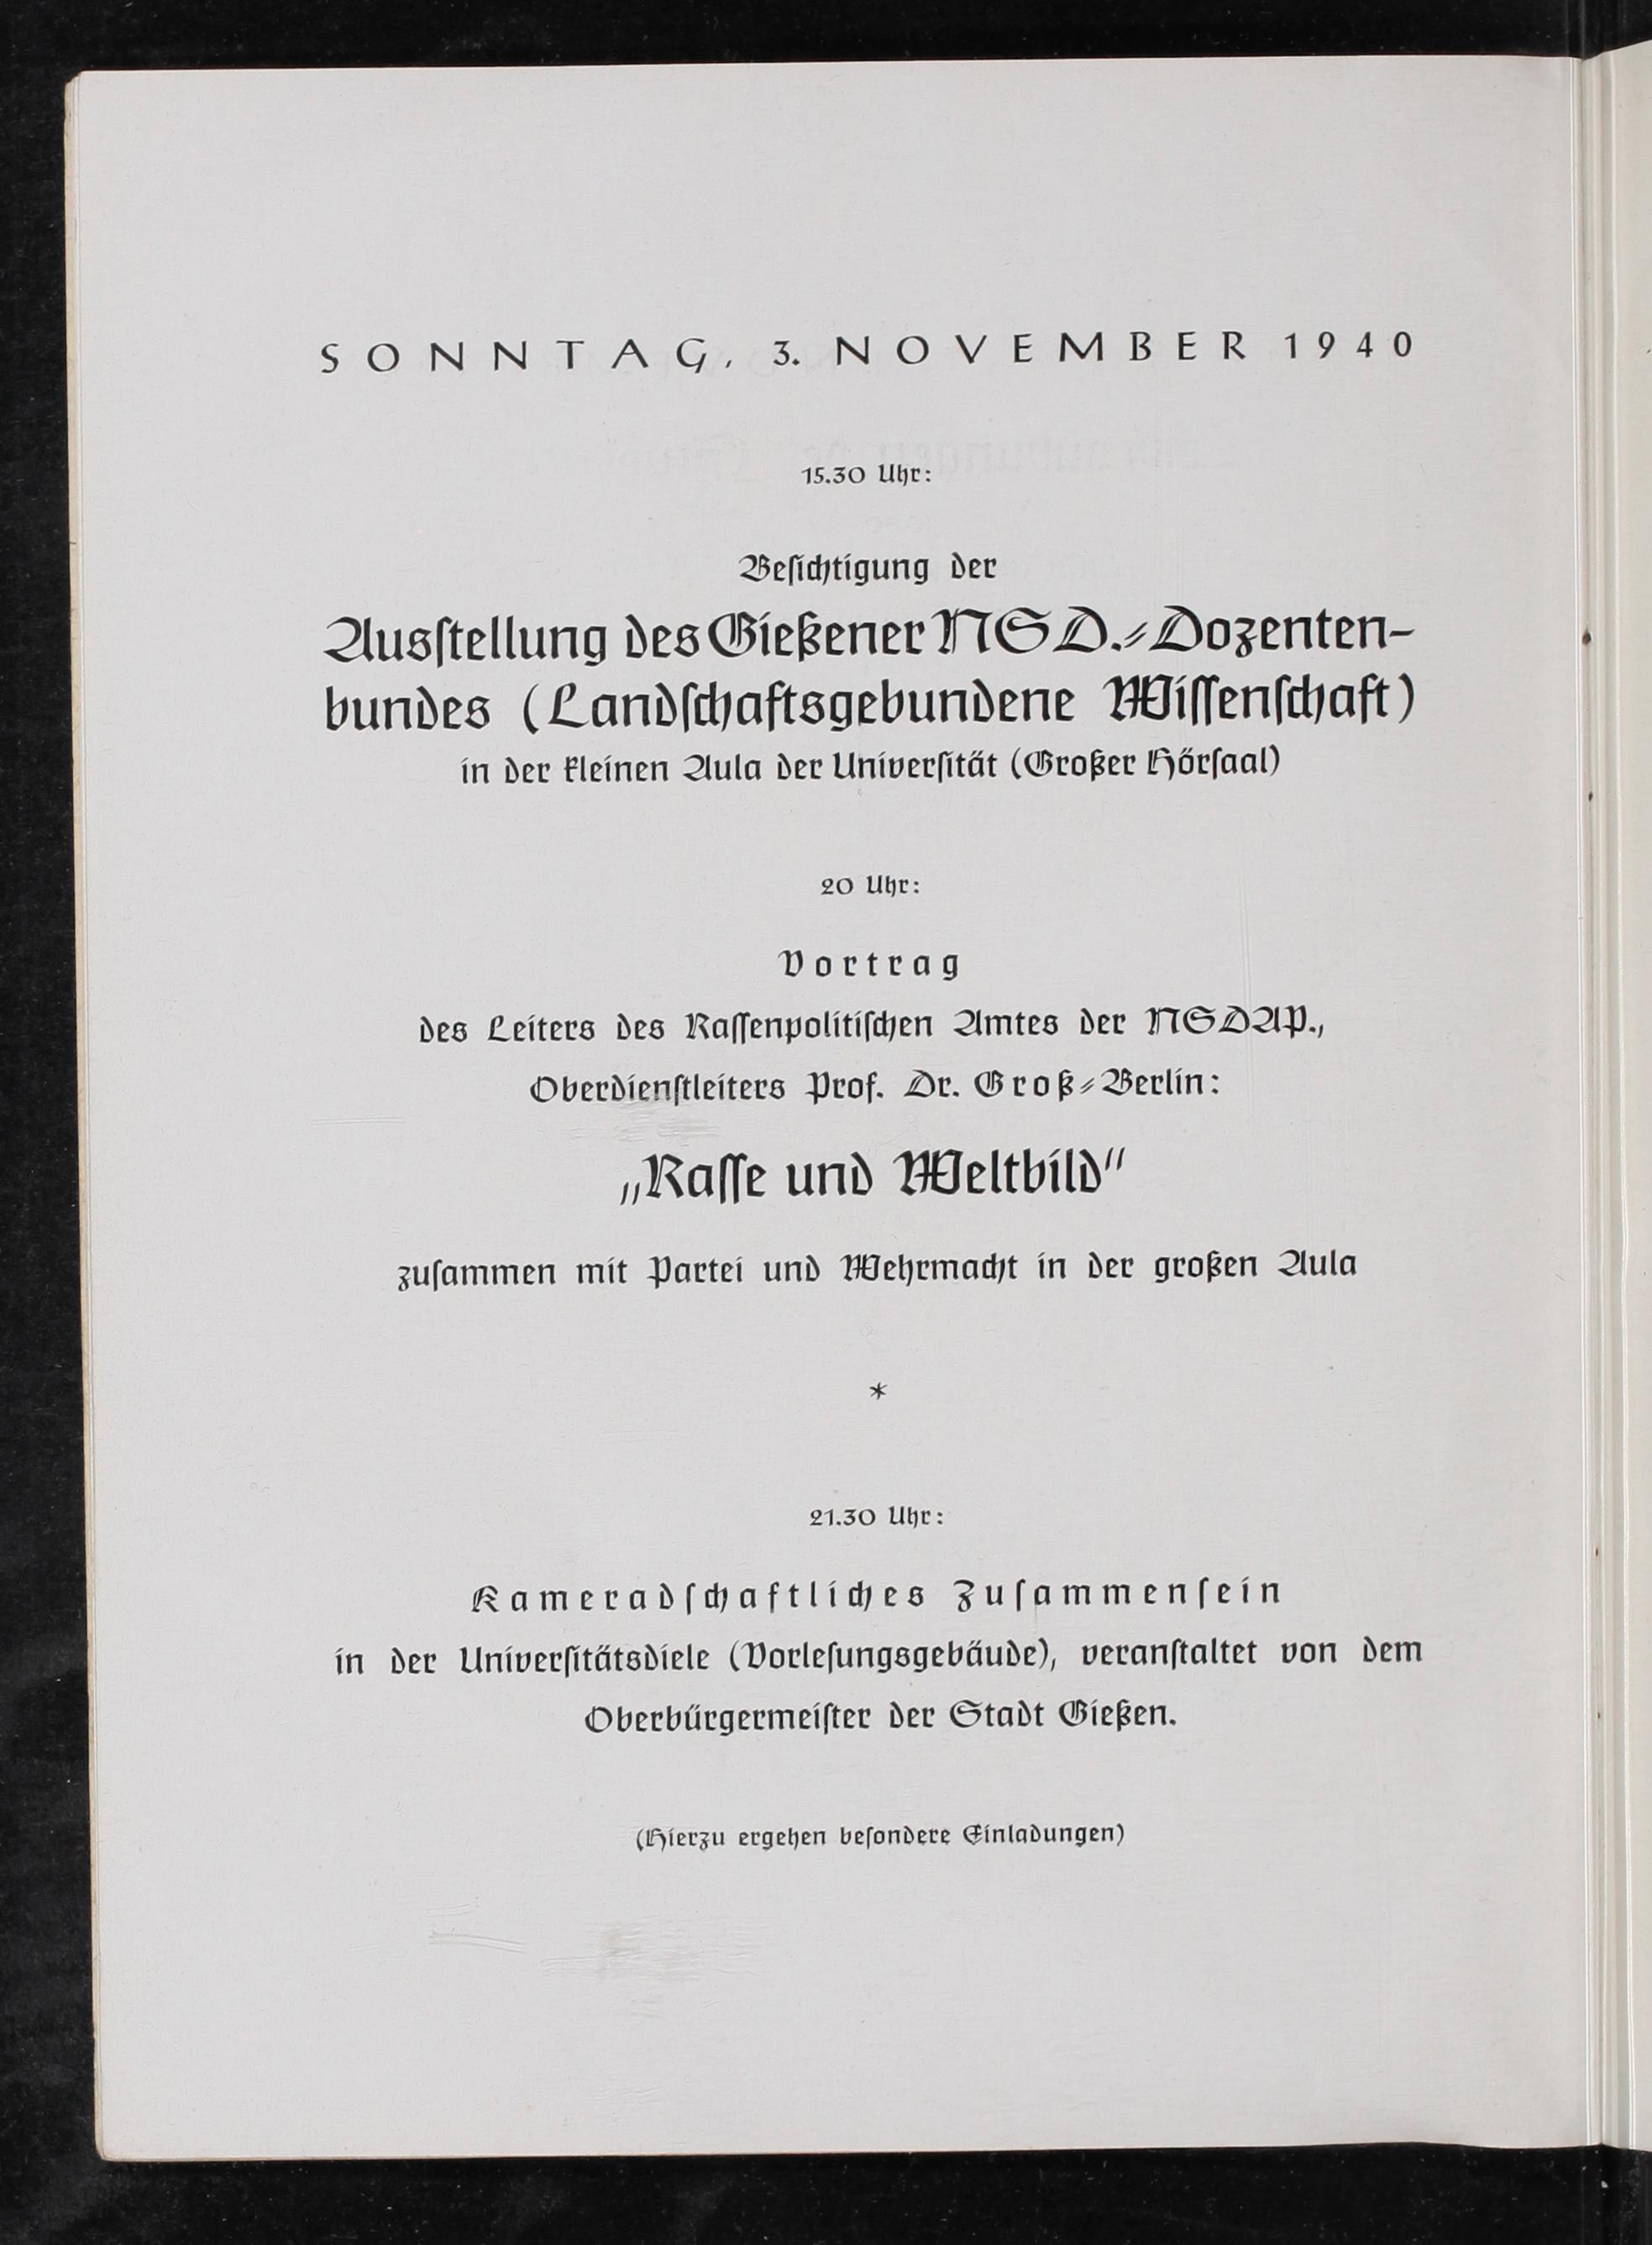 SONNTAG, 3. NOVEMBER 1940
15.30 Uhr:
Beſichtigung der
Ausſtellung des Gießener NSD.-Dozenten-
bundes (Landſchaftsgebundene Wiſſenſchaft)
in der kleinen Aula der Univerſität (Großer Hörſaal)
20 Uhr:
Vortrag
des Leiters des Raſſenpolitiſchen Amtes der NSDAP.,
Oberdienſtleiters Prof. Dr. Groß-Berlin:
„Raſſe und Weltbild“
zuſammen mit Partei und Wehrmacht in der großen Aula
*
21.30 Uhr:
Kameradſchaftliches Zuſammenſein
in der Univerſitätsdiele (Vorleſungsgebäude), veranſtaltet von dem
Oberbürgermeiſter der Stadt Gießen.
(Hierzu ergehen beſondere Einladungen)